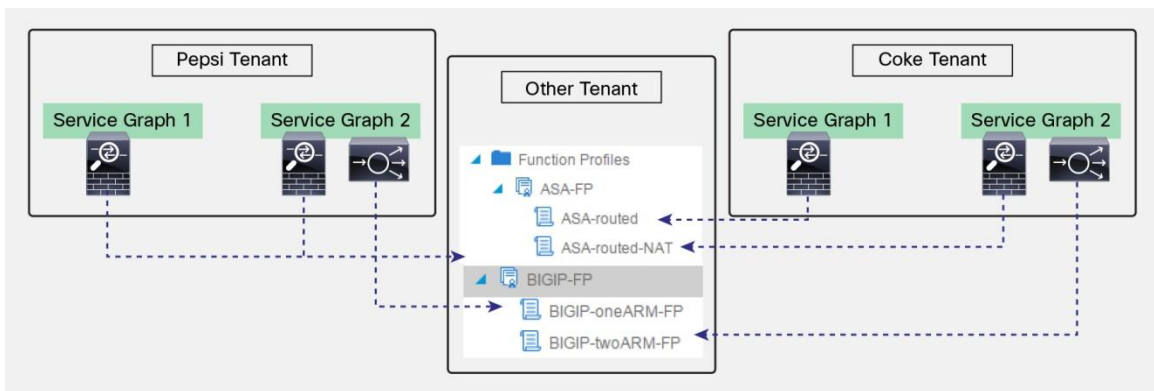 Pepsi Tenant
Service Graph 1
Service Graph 2
Other Tenant
Function Profiles
ASA-FP
ASA-routed
ASA-routed-NAT
BIGIP-FP
BIGIP-oneARM-FP
BIGIP-twoARM-FP
Coke Tenant
Service Graph 1
Service Graph 2